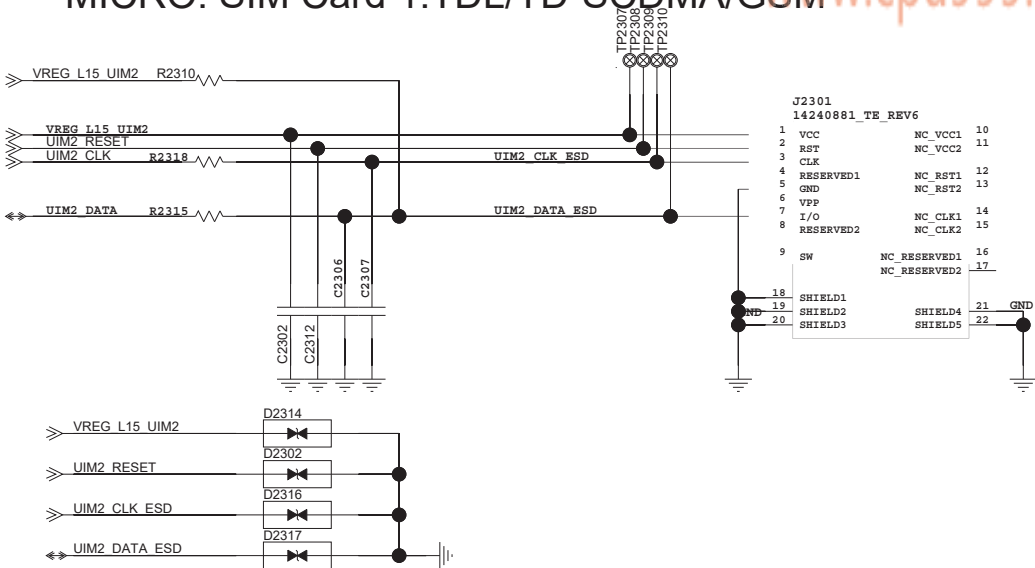 MICRO: SIM Card 1:TDL/TD-SCDMA/GSM
TP2307
TP2308
TP2309
TP2310
VREG_L15_UIM2 R2310
VREG_L15_UIM2
UIM2_RESET
UIM2_CLK R2318
UIM2_CLK_ESD
UIM2_DATA R2315
UIM2_DATA_ESD
C2306
C2307
C2302
C2312
J2301
14240881_TE_REV6
1 VCC NC_VCC1 10
2 RST NC_VCC2 11
3 CLK
4 RESERVED1 NC_RST1 12
5 GND NC_RST2 13
6 VPP
7 I/O NC_CLK1 14
8 RESERVED2 NC_CLK2 15
9 SW NC_RESERVED1 16
NC_RESERVED2 17
18 SHIELD1
GND 19 SHIELD2 SHIELD4 21 GND
20 SHIELD3 SHIELD5 22
D2314
VREG_L15_UIM2
D2302
UIM2_RESET
D2316
UIM2_CLK_ESD
D2317
UIM2_DATA_ESD